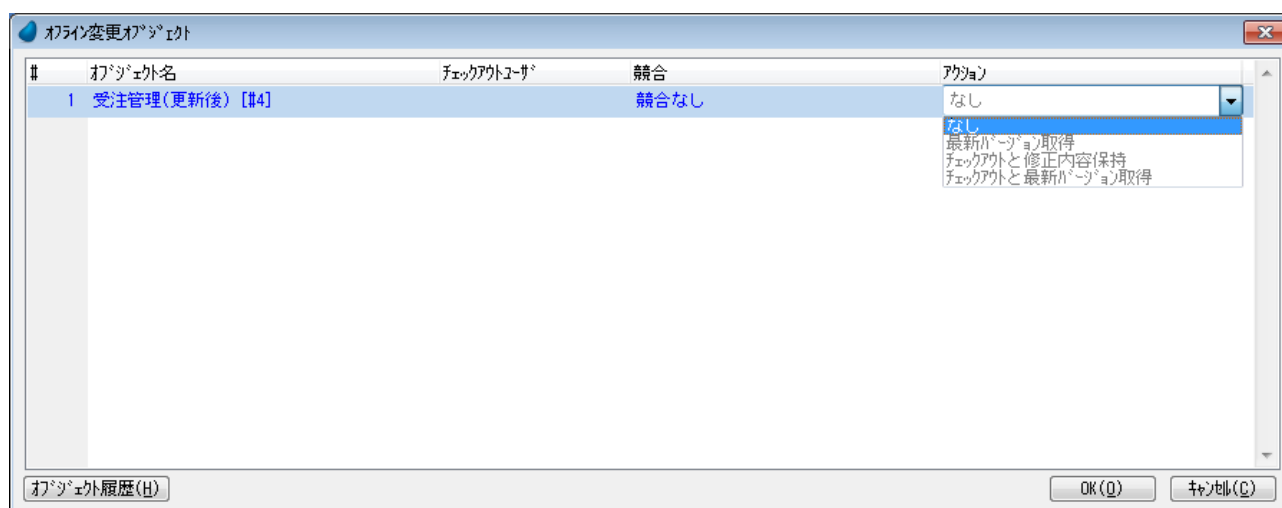 ｵﾌﾗｲﾝ変更ｵﾌﾞｼﾞｪｸﾄ
# ｵﾌﾞｼﾞｪｸﾄ名 ﾁｪｯｸｱｳﾄﾕｰｻﾞ 競合 ｱｸｼｮﾝ
1 受注管理(更新後) [#4] 競合なし なし
なし
最新ﾊﾞｰｼﾞｮﾝ取得
ﾁｪｯｸｱｳﾄと修正内容保持
ﾁｪｯｸｱｳﾄと最新ﾊﾞｰｼﾞｮﾝ取得
ｵﾌﾞｼﾞｪｸﾄ履歴(H) OK(O) ｷｬﾝｾﾙ(C)